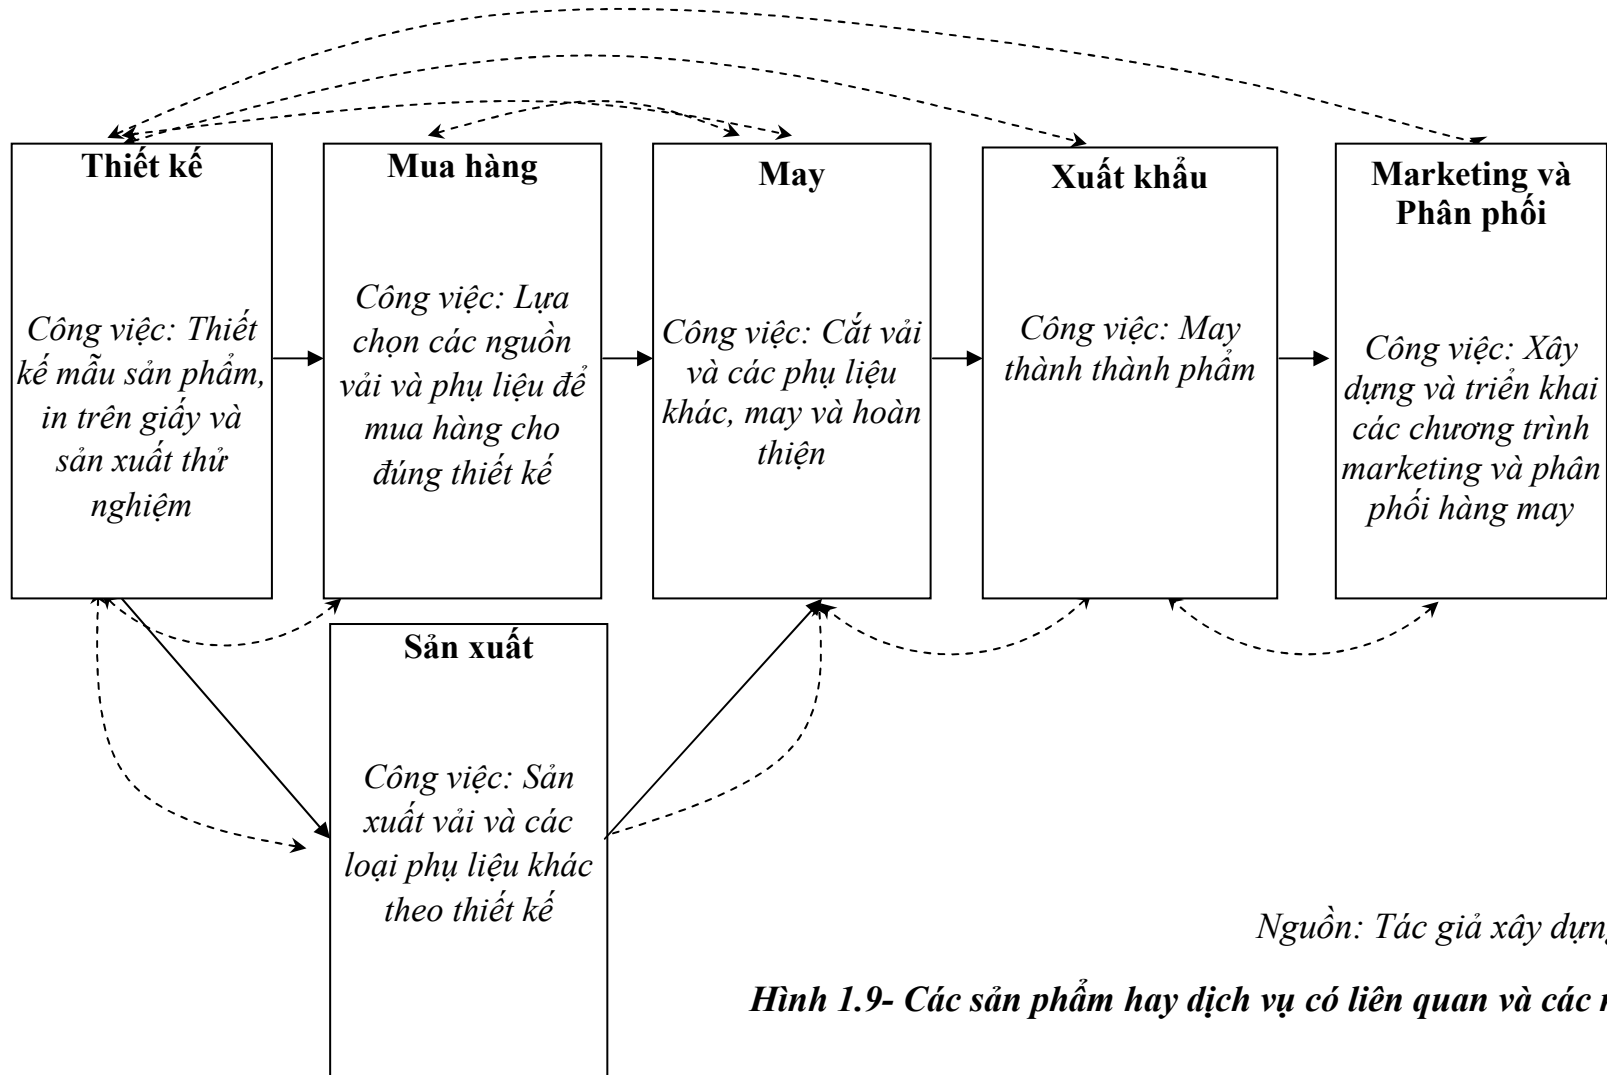 Thiết kế
Công việc: Thiết
kế mẫu sản phẩm,
in trên giấy và
sản xuất thử
nghiệm
Mua hàng
Công việc: Lựa
chọn các nguồn
vải và phụ liệu để
mua hàng cho
đúng thiết kế
May
Công việc: Cắt vải
và các phụ liệu
khác, may và hoàn
thiện
Xuất khẩu
Công việc: May
thành thành phẩm
Marketing và
Phân phối
Công việc: Xây
dựng và triển khai
các chương trình
marketing và phân
phối hàng may
Sản xuất
Công việc: Sản
xuất vải và các
loại phụ liệu khác
theo thiết kế
Nguồn: Tác giả xây dựng
Hình 1.9- Các sản phẩm hay dịch vụ có liên quan và các